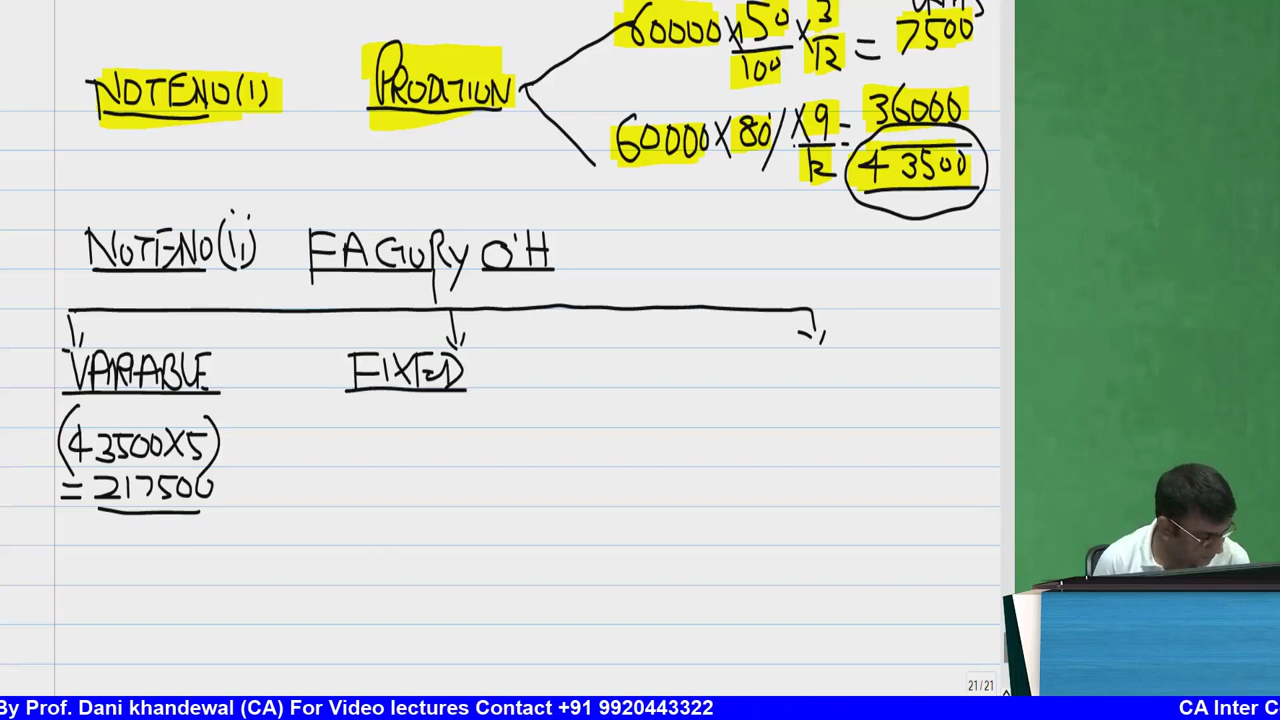 UNITS
60000 × 50/100 × 3/12 = 7500
NOTE NO (1) PRODUCTION
60000 × 80% × 9/12 = 36000
43500
NOTE NO (ii) FACTORY O'H
VARIABLE FIXED
(43500×5)
= 217500
21/21
By Prof. Dani khandewal (CA) For Video lectures Contact +91 9920443322 CA Inter C